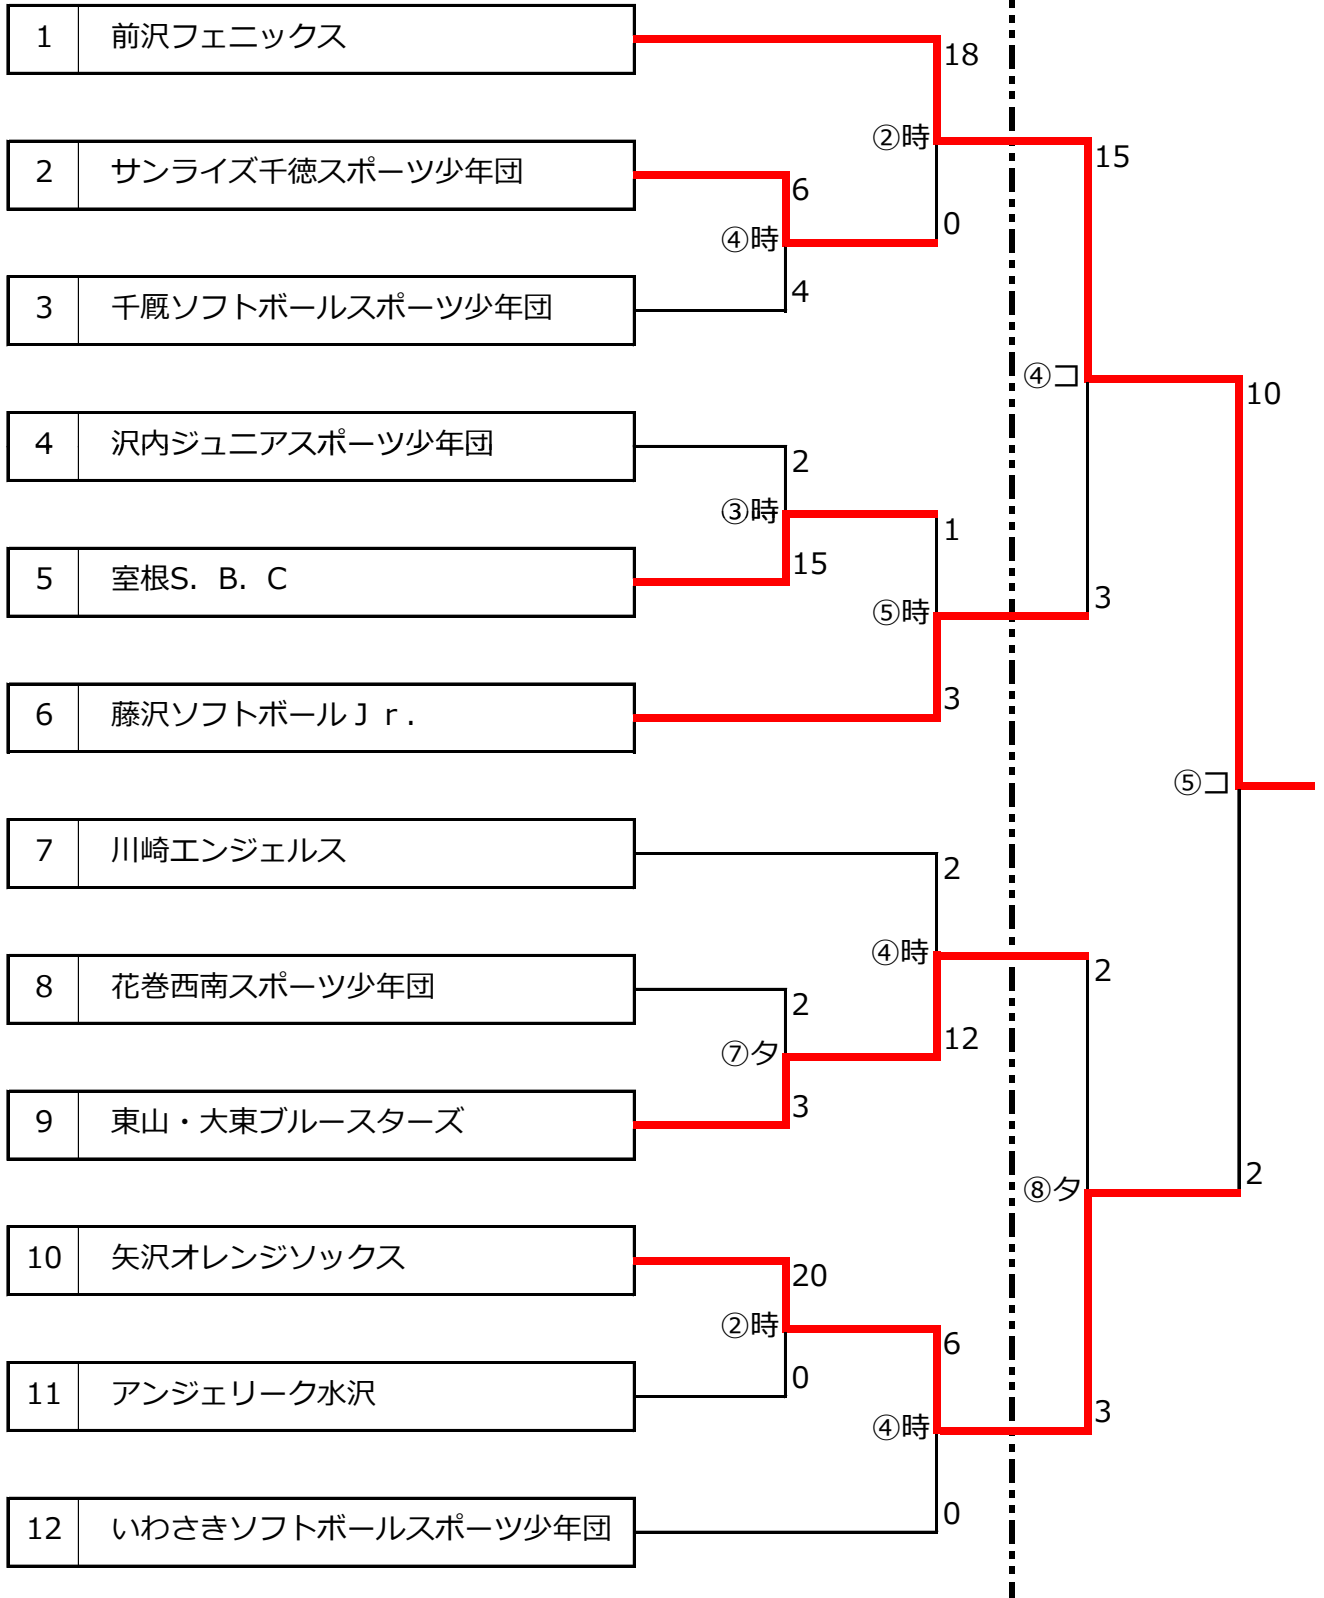 1 前沢フェニックス
18
②時
15
2 サンライズ千徳スポーツ少年団
6
0
④時
3 千厩ソフトボールスポーツ少年団
4
④コ
10
4 沢内ジュニアスポーツ少年団
2
③時
1
5 室根S．B．C
15
3
⑤時
6 藤沢ソフトボールＪｒ．
3
⑤コ
7 川崎エンジェルス
2
④時
2
8 花巻西南スポーツ少年団
2
12
⑦タ
9 東山・大東ブルースターズ
3
2
⑧タ
10 矢沢オレンジソックス
20
②時
6
11 アンジェリーク水沢
0
3
④時
12 いわさきソフトボールスポーツ少年団
0